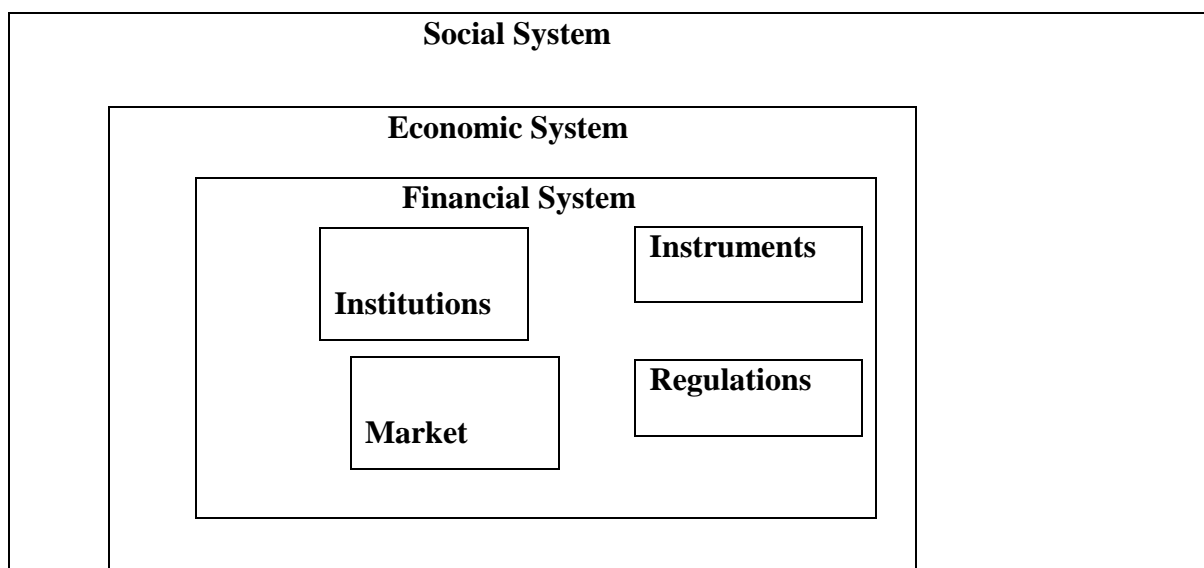 Social System
Economic System
Financial System
Instruments
Institutions
Regulations
Market